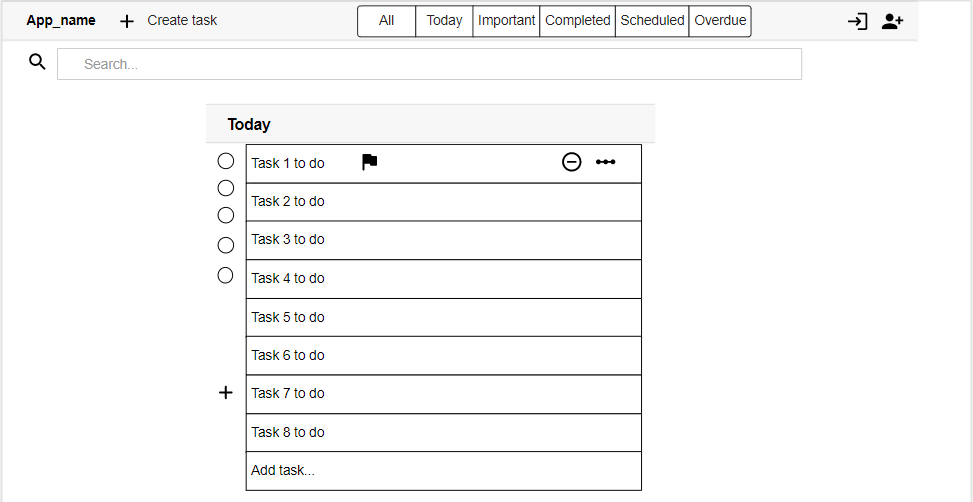 App_name Create task All Today Important Completed Scheduled Overdue
Search...
Today
Task 1 to do
Task 2 to do
Task 3 to do
Task 4 to do
Task 5 to do
Task 6 to do
Task 7 to do
Task 8 to do
Add task...